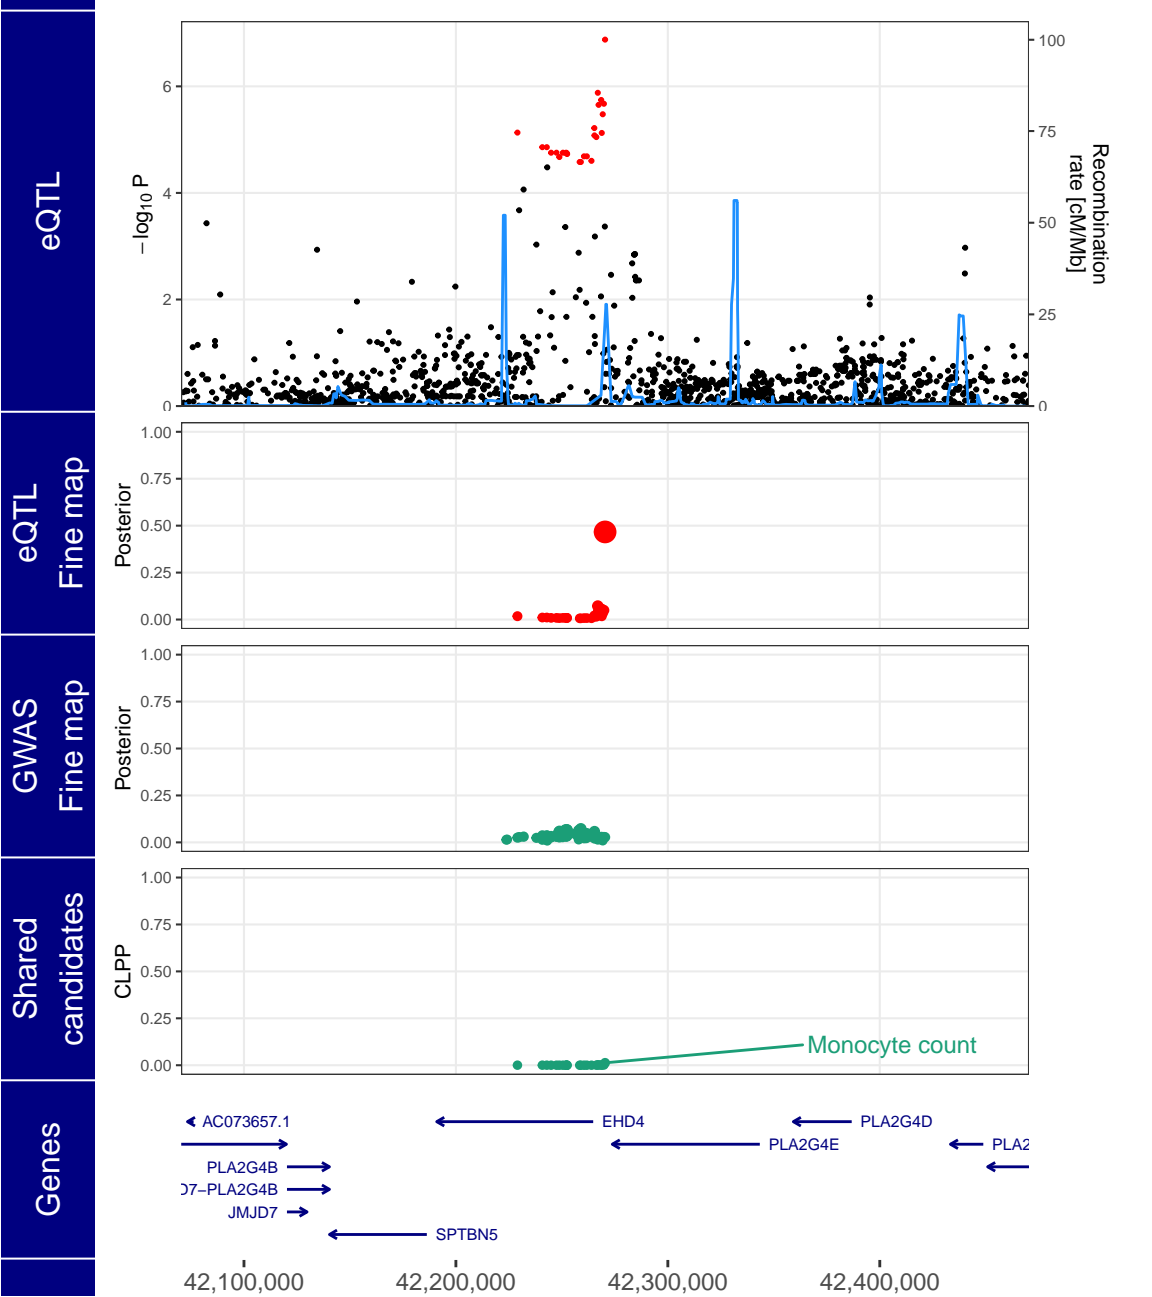 eQTL
−log10 P
6
4
2
0
100
75
50
25
0
Recombination
rate [cM/Mb]
eQTL
Fine map
Posterior
1.00
0.75
0.50
0.25
0.00
GWAS
Fine map
Posterior
1.00
0.75
0.50
0.25
0.00
Shared
candidates
CLPP
1.00
0.75
0.50
0.25
0.00
Monocyte count
Genes
AC073657.1
EHD4
PLA2G4D
PLA2G4E
PLA2
PLA2G4B
D7−PLA2G4B
JMJD7
SPTBN5
42,100,000
42,200,000
42,300,000
42,400,000